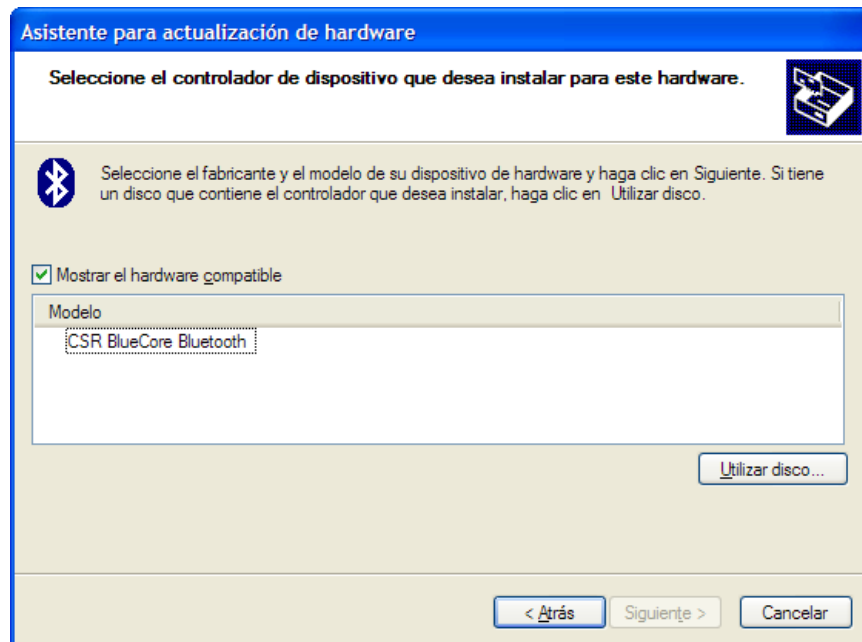 Asistente para actualización de hardware
Seleccione el controlador de dispositivo que desea instalar para este hardware.
Seleccione el fabricante y el modelo de su dispositivo de hardware y haga clic en Siguiente. Si tiene
un disco que contiene el controlador que desea instalar, haga clic en Utilizar disco.
Mostrar el hardware compatible
Modelo
CSR BlueCore Bluetooth
Utilizar disco...
< Atrás
Siguiente >
Cancelar